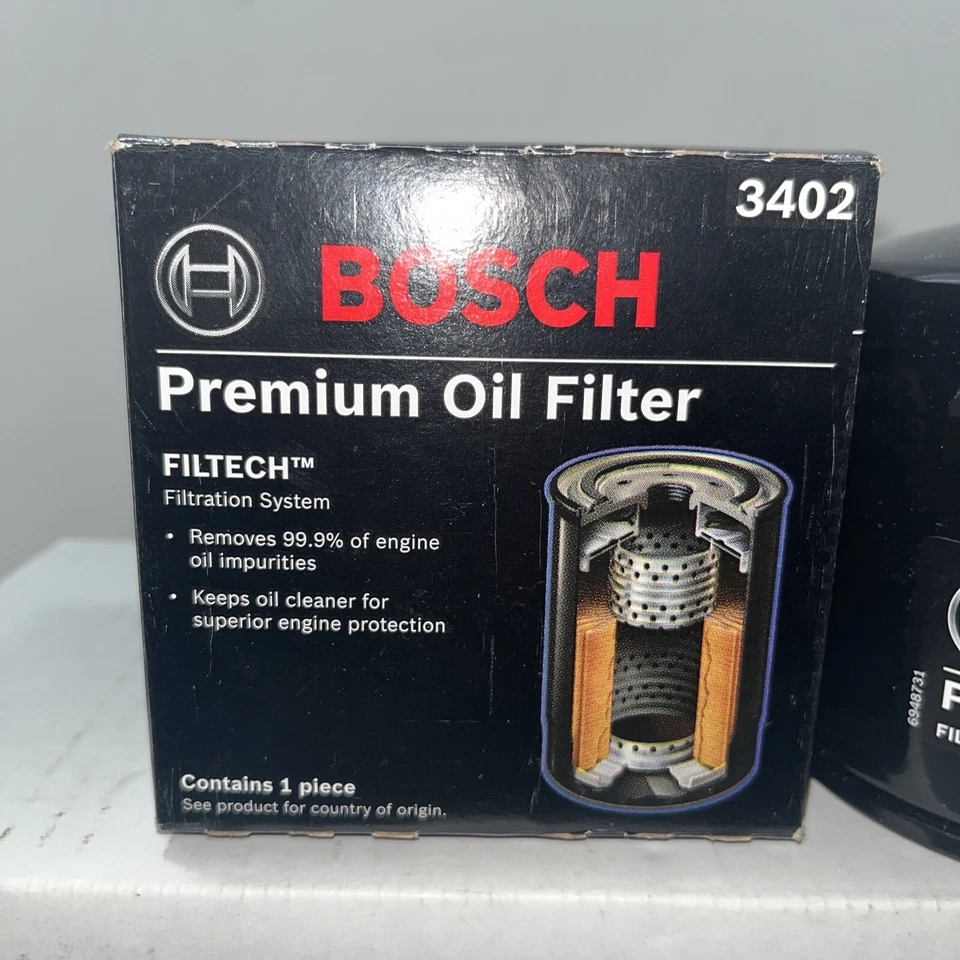 3402
BOSCH
Premium Oil Filter
FILTECH™
Filtration System
• Removes 99.9% of engine
oil impurities
• Keeps oil cleaner for
superior engine protection
Contains 1 piece
See product for country of origin.
6948731